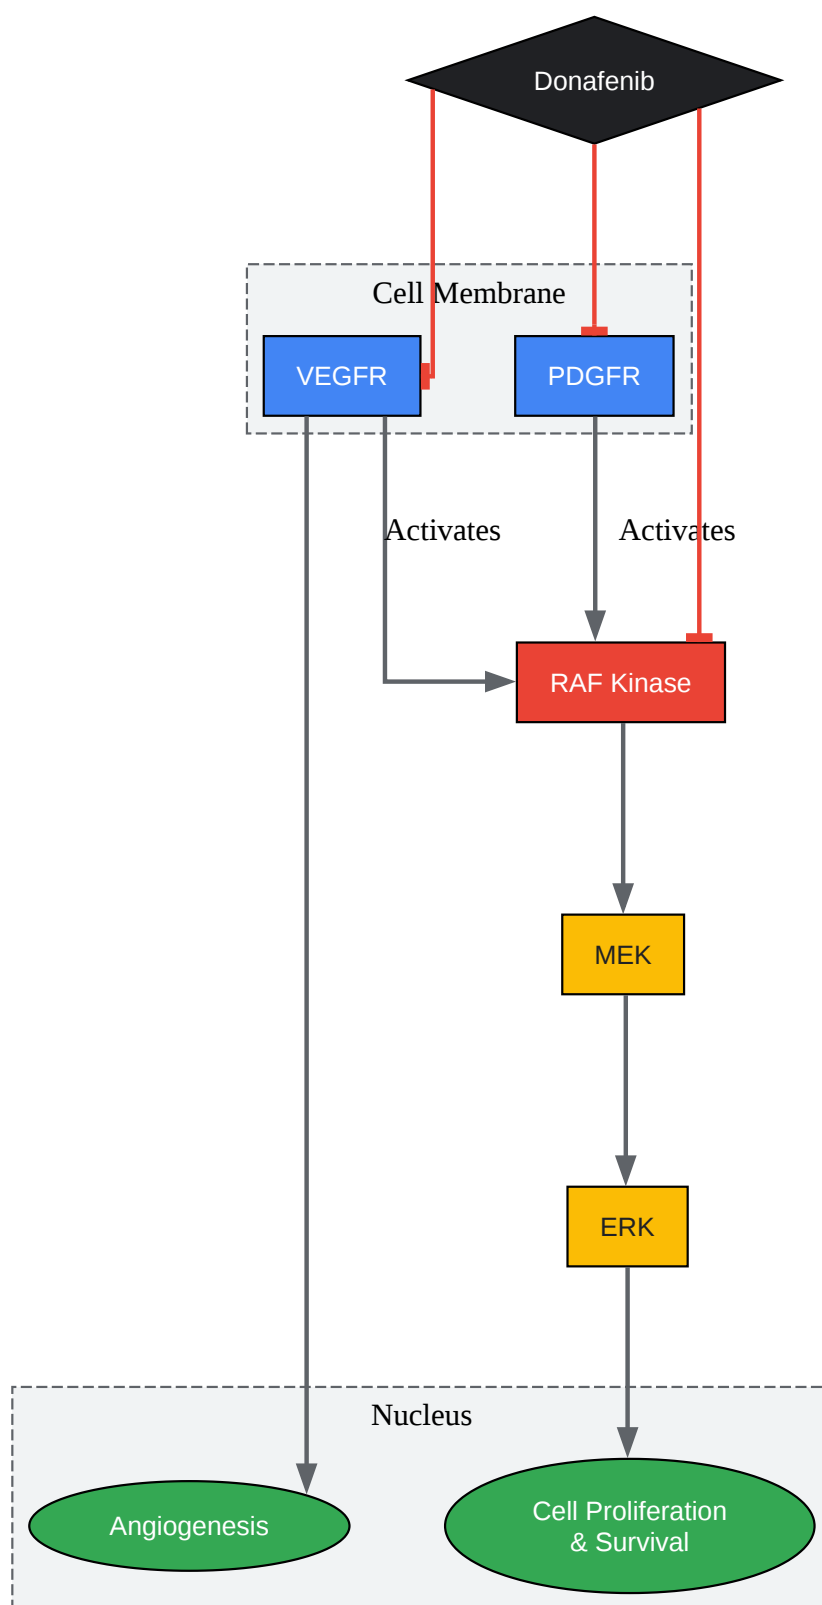 Donafenib
Cell Membrane
VEGFR
PDGFR
Activates
Activates
RAF Kinase
MEK
ERK
Nucleus
Angiogenesis
Cell Proliferation
& Survival